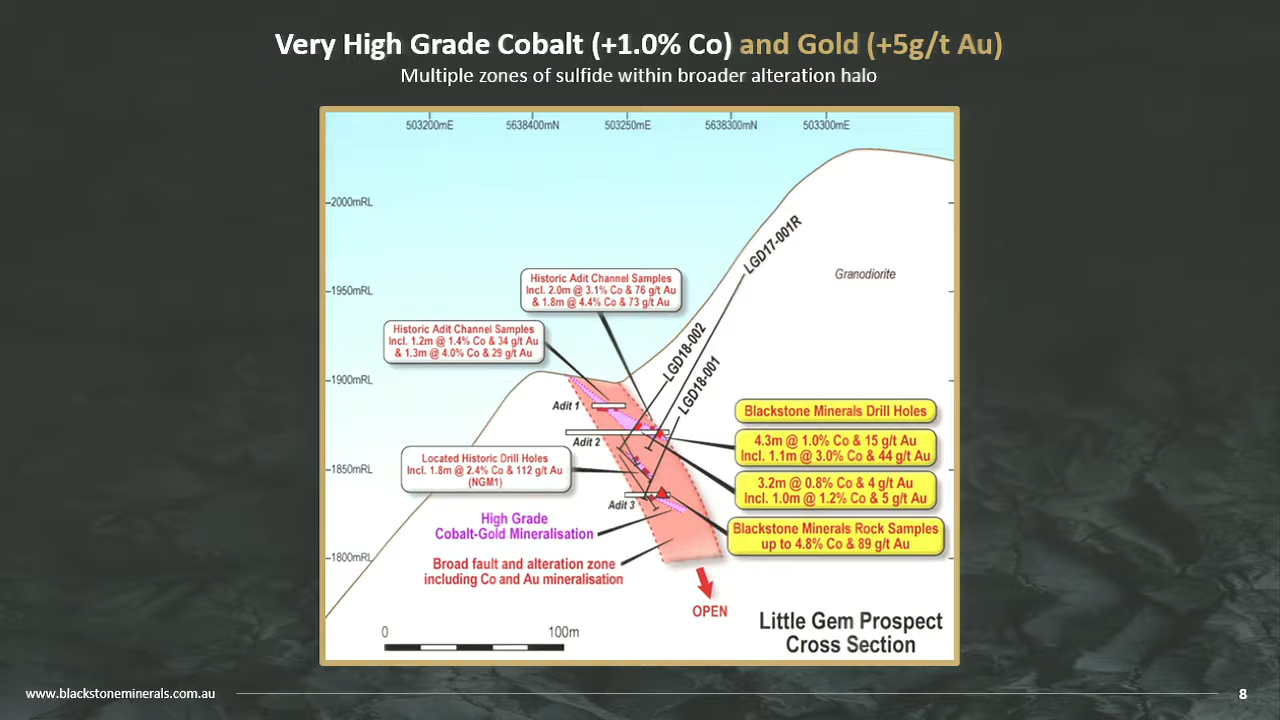 Very High Grade Cobalt (+1.0% Co) and Gold (+5g/t Au)
Multiple zones of sulfide within broader alteration halo
503200mE
5638400mN
503250mE
5638300mN
503300mE
2000mRL
1950mRL
1900mRL
1850mRL
1800mRL
LGD17-001R
LGD18-002
LGD18-001
Granodiorite
Historic Adit Channel Samples
Incl. 2.0m @ 3.1% Co & 76 g/t Au
& 1.8m @ 4.4% Co & 73 g/t Au
Historic Adit Channel Samples
Incl. 1.2m @ 1.4% Co & 34 g/t Au
& 1.3m @ 4.0% Co & 29 g/t Au
Adit 1
Adit 2
Located Historic Drill Holes
Incl. 1.8m @ 2.4% Co & 112 g/t Au
(NGM1)
Adit 3
High Grade
Cobalt-Gold Mineralisation
Broad fault and alteration zone
including Co and Au mineralisation
Blackstone Minerals Drill Holes
4.3m @ 1.0% Co & 15 g/t Au
Incl. 1.1m @ 3.0% Co & 44 g/t Au
3.2m @ 0.8% Co & 4 g/t Au
Incl. 1.0m @ 1.2% Co & 5 g/t Au
Blackstone Minerals Rock Samples
up to 4.8% Co & 89 g/t Au
OPEN
Little Gem Prospect
Cross Section
0
100m
www.blackstoneminerals.com.au
8